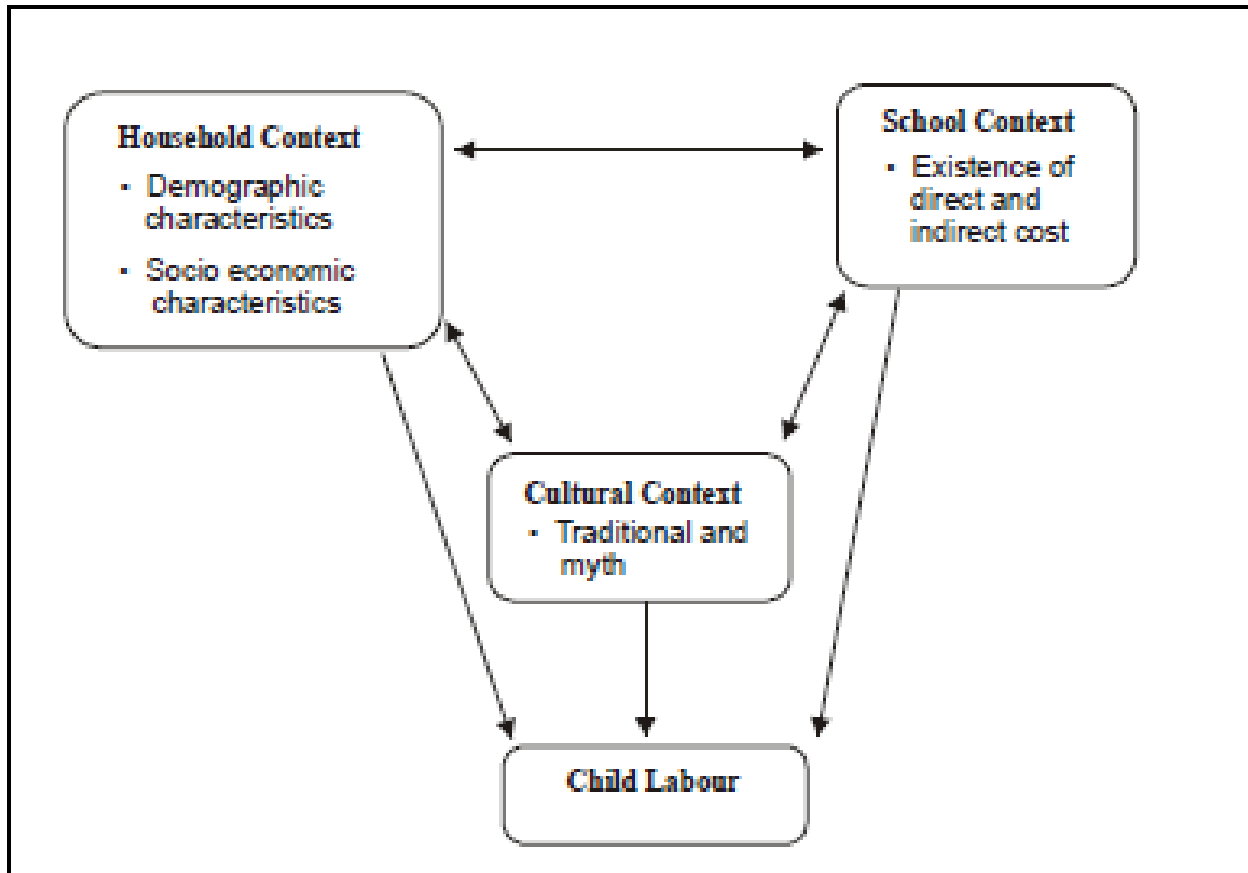 Household Context
• Demographic
characteristics
• Socio economic
characteristics
School Context
• Existence of
direct and
indirect cost
Cultural Context
• Traditional and
myth
Child Labour